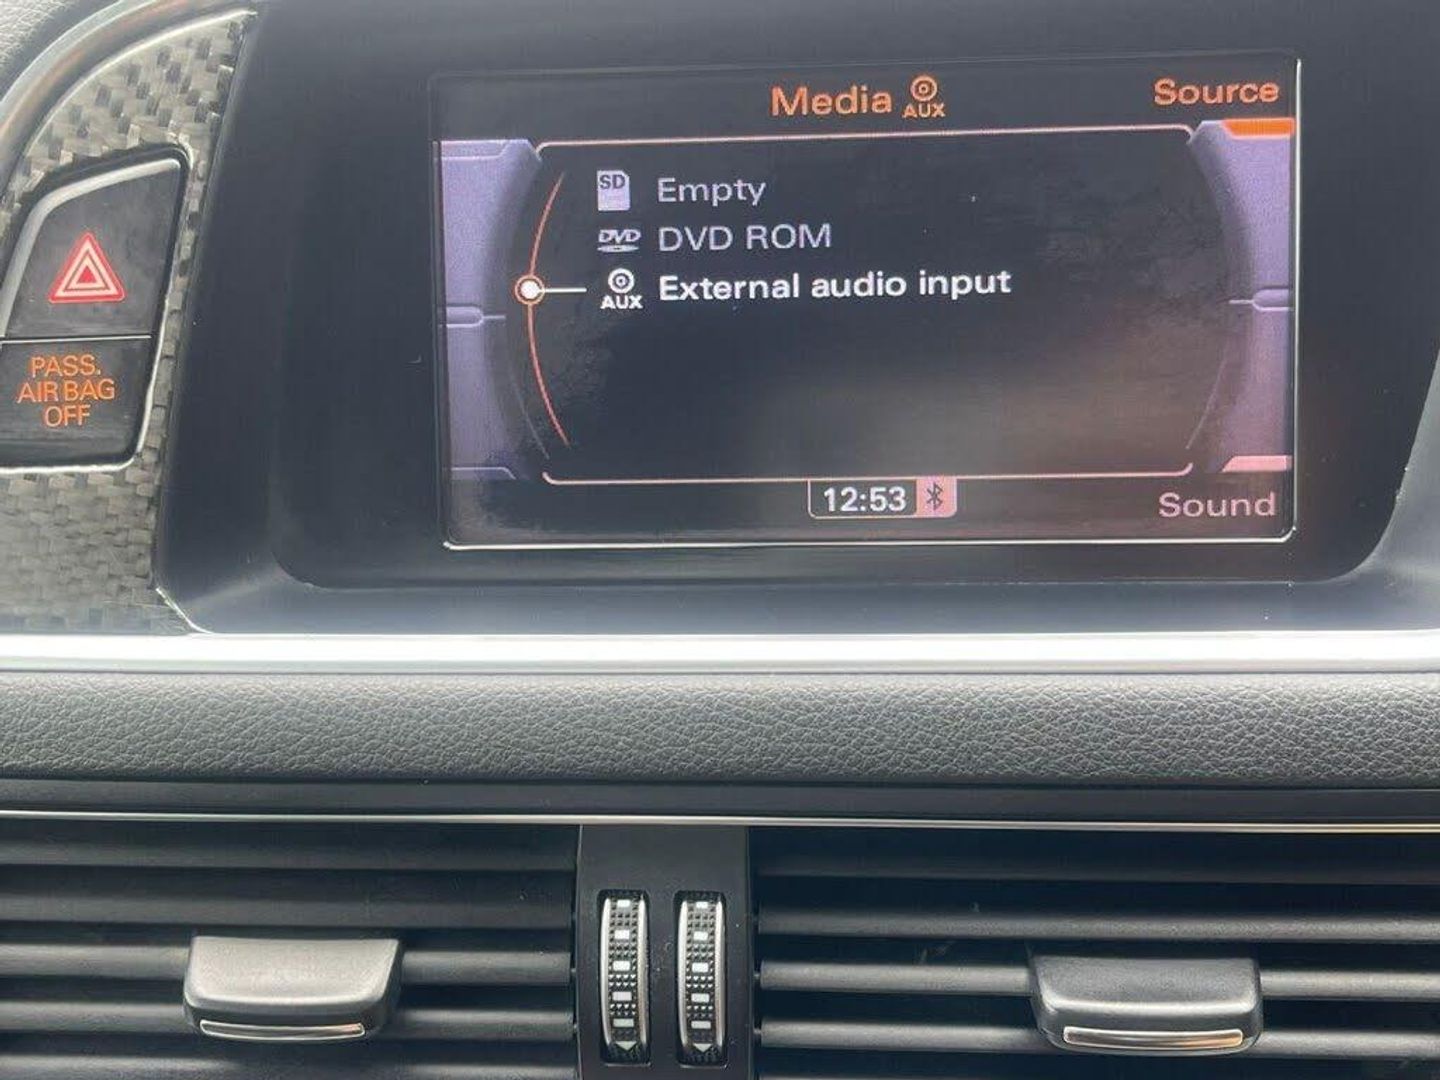 Media AUX
Source
SD Empty
DVD DVD ROM
AUX External audio input
PASS.
AIR BAG
OFF
12:53
Sound